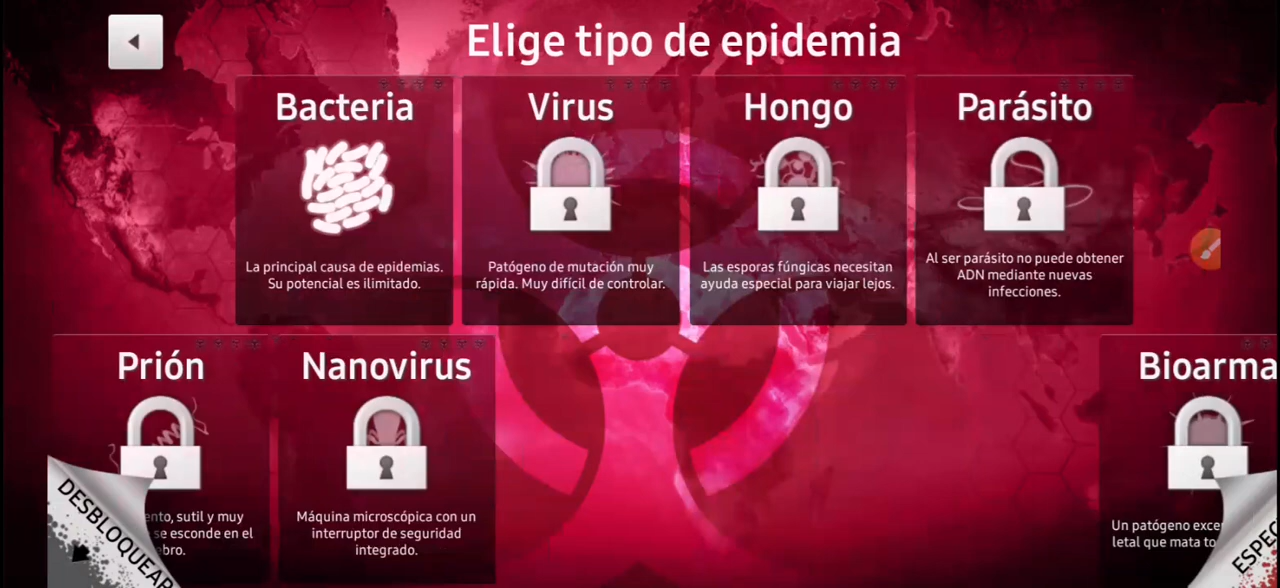 Elige tipo de epidemia
Bacteria
Virus
Hongo
Parásito
La principal causa de epidemias.
Su potencial es ilimitado.
Patógeno de mutación muy
rápida. Muy difícil de controlar.
Las esporas fúngicas necesitan
ayuda especial para viajar lejos.
Al ser parásito no puede obtener
ADN mediante nuevas
infecciones.
Prión
Nanovirus
Bioarma
sutil y muy
se esconde en el
Máquina microscópica con un
interruptor de seguridad
integrado.
Un patógeno
letal que mata
DESBLOQUEAR